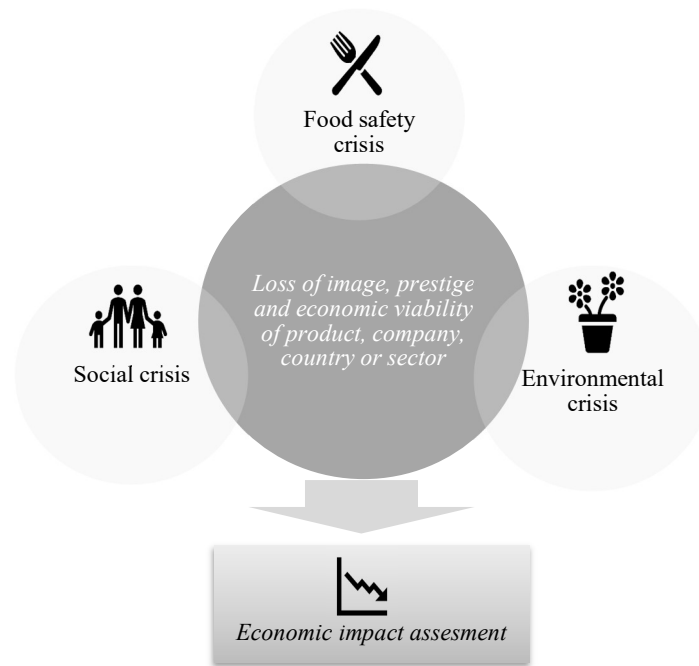 Food safety
crisis
Loss of image, prestige
and economic viability
of product, company,
country or sector
Social crisis
Environmental
crisis
Economic impact assesment